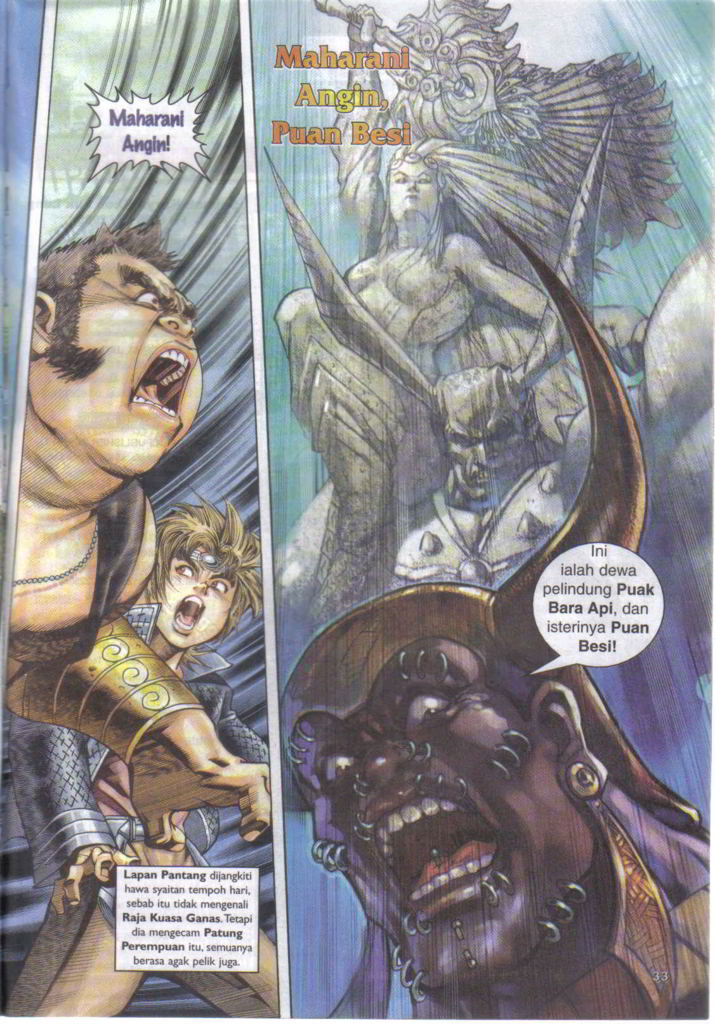 Maharani
Angin!
Maharani
Angin,
Puan Besi
Ini
ialah dewa
pelindung Puak
Bara Api, dan
isterinya Puan
Besi!
Lapan Pantang dijangkiti
hawa syaitan tempoh hari,
sebab itu tidak mengenali
Raja Kuasa Ganas. Tetapi
dia mengecam Patung
Perempuan itu, semuanya
berasa agak pelik juga.
33